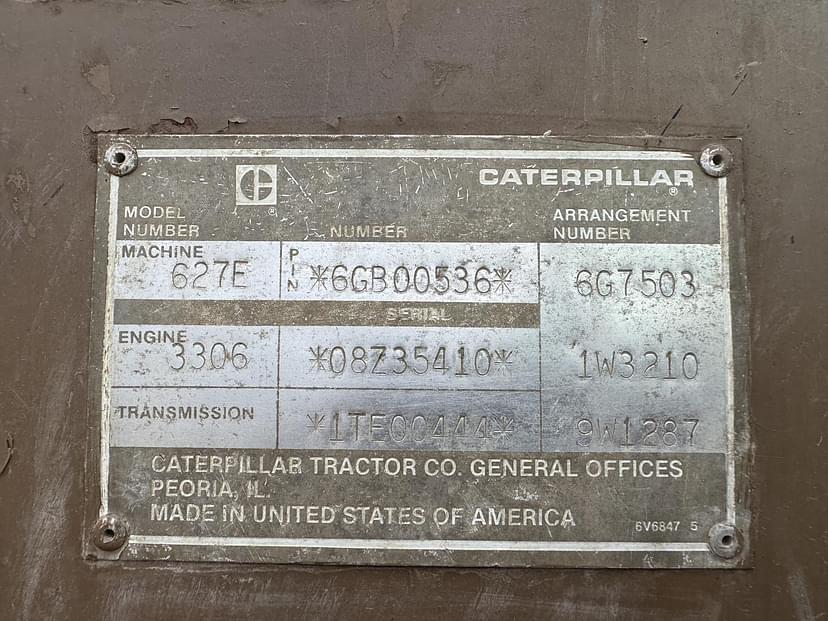 CATERPILLAR ®
MODEL NUMBER NUMBER ARRANGEMENT NUMBER
MACHINE 627E PIN *6GB00536* 6G7503
SERIAL
ENGINE 3306 *08Z35410* 1W3210
TRANSMISSION *1TE00444* 9W1287
CATERPILLAR TRACTOR CO. GENERAL OFFICES
PEORIA, IL.
MADE IN UNITED STATES OF AMERICA 6V6847 5